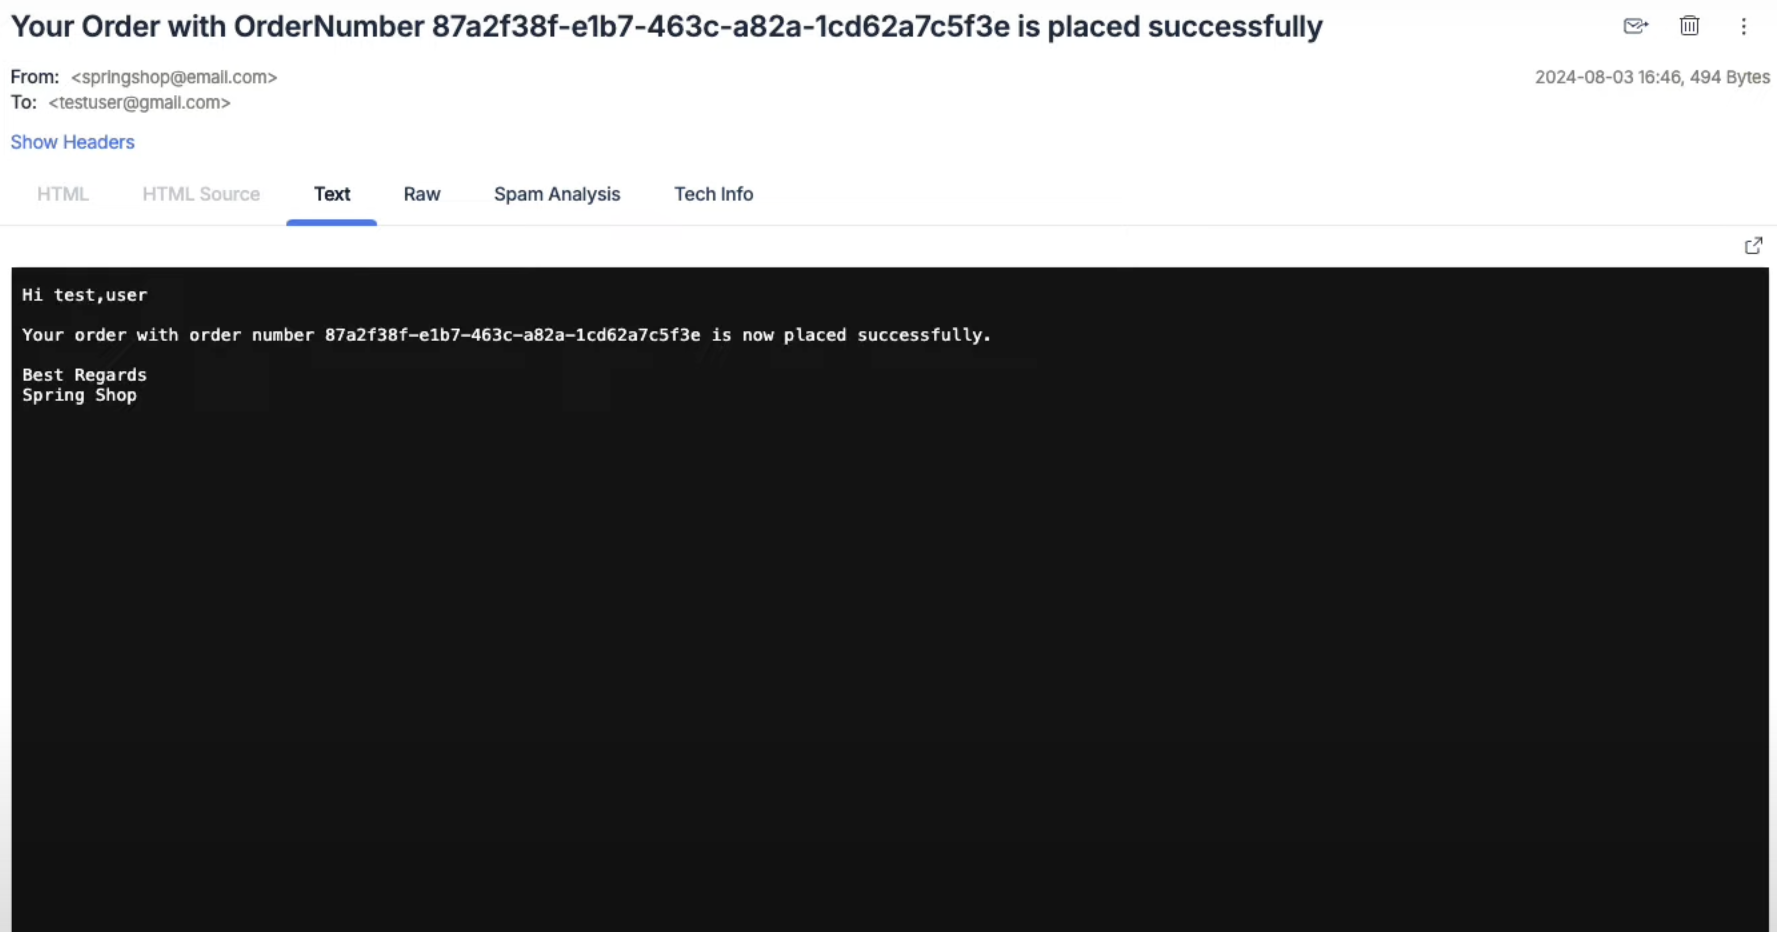 Your Order with OrderNumber 87a2f38f-e1b7-463c-a82a-1cd62a7c5f3e is placed successfully
From: <springshop@email.com>
2024-08-03 16:46, 494 Bytes
To: <testuser@gmail.com>
Show Headers
HTML HTML Source Text Raw Spam Analysis Tech Info
Hi test,user
Your order with order number 87a2f38f-e1b7-463c-a82a-1cd62a7c5f3e is now placed successfully.
Best Regards
Spring Shop